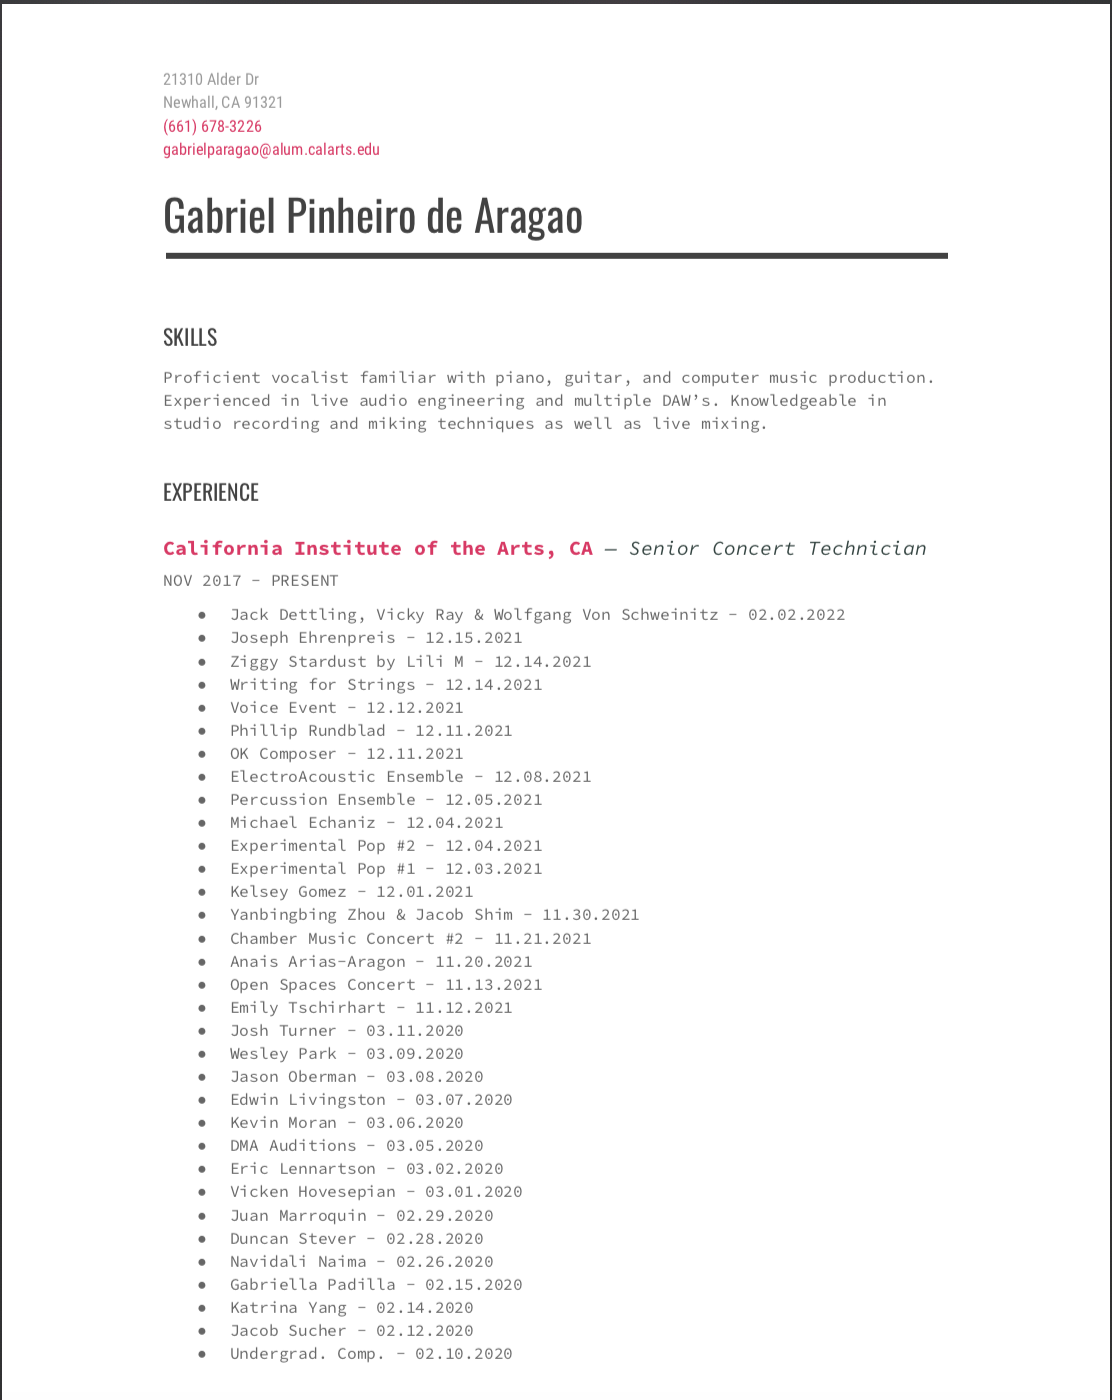 21310 Alder Dr
Newhall, CA 91321
(661) 678-3226
gabrielparagao@alum.calarts.edu
Gabriel Pinheiro de Aragao
SKILLS
Proficient vocalist familiar with piano, guitar, and computer music production.
Experienced in live audio engineering and multiple DAW’s. Knowledgeable in
studio recording and miking techniques as well as live mixing.
EXPERIENCE
California Institute of the Arts, CA — Senior Concert Technician
NOV 2017 - PRESENT
● Jack Dettling, Vicky Ray & Wolfgang Von Schweinitz - 02.02.2022
● Joseph Ehrenpreis - 12.15.2021
● Ziggy Stardust by Lili M - 12.14.2021
● Writing for Strings - 12.14.2021
● Voice Event - 12.12.2021
● Phillip Rundblad - 12.11.2021
● OK Composer - 12.11.2021
● ElectroAcoustic Ensemble - 12.08.2021
● Percussion Ensemble - 12.05.2021
● Michael Echaniz - 12.04.2021
● Experimental Pop #2 - 12.04.2021
● Experimental Pop #1 - 12.03.2021
● Kelsey Gomez - 12.01.2021
● Yanbingbing Zhou & Jacob Shim - 11.30.2021
● Chamber Music Concert #2 - 11.21.2021
● Anais Arias-Aragon - 11.20.2021
● Open Spaces Concert - 11.13.2021
● Emily Tschirhart - 11.12.2021
● Josh Turner - 03.11.2020
● Wesley Park - 03.09.2020
● Jason Oberman - 03.08.2020
● Edwin Livingston - 03.07.2020
● Kevin Moran - 03.06.2020
● DMA Auditions - 03.05.2020
● Eric Lennartson - 03.02.2020
● Vicken Hovesepian - 03.01.2020
● Juan Marroquin - 02.29.2020
● Duncan Stever - 02.28.2020
● Navidali Naima - 02.26.2020
● Gabriella Padilla - 02.15.2020
● Katrina Yang - 02.14.2020
● Jacob Sucher - 02.12.2020
● Undergrad. Comp. - 02.10.2020